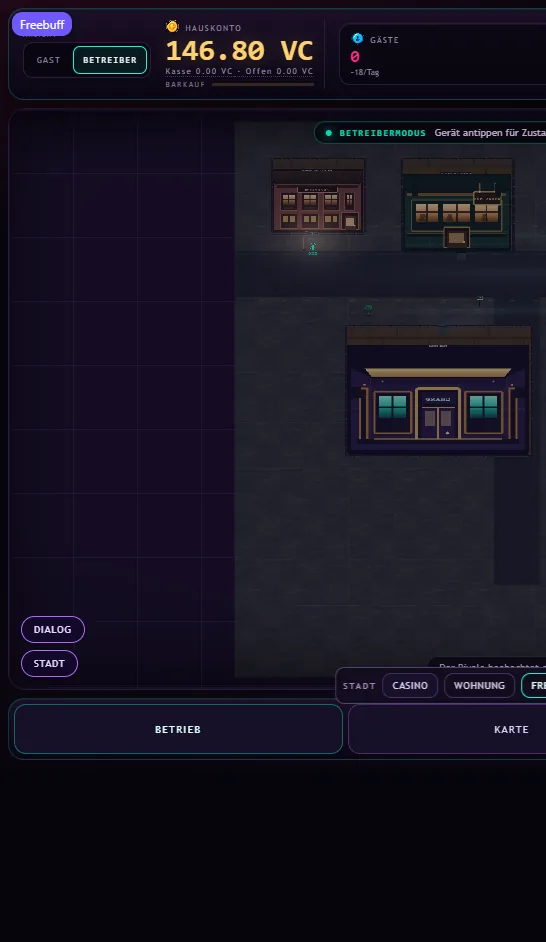 Freebuff
GAST
BETREIBER
HAUSKONTO
146.80 VC
Kasse 0.00 VC · Offen 0.00 VC
BARKAUF
GÄSTE
0
~18/Tag
BETREIBERMODUS Gerät antippen für Zusta
GRAND
DIALOG
STADT
STADT
CASINO
WOHNUNG
FRE
BETRIEB
KARTE